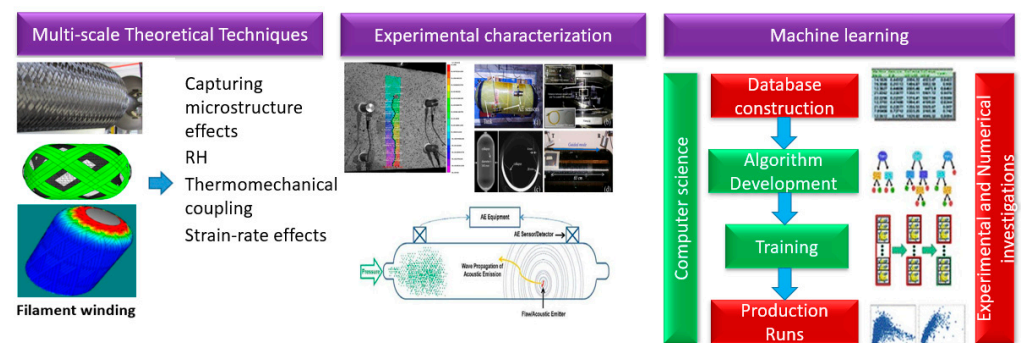 Multi-scale Theoretical Techniques
Capturing
microstructure
effects
RH
Thermomechanical
coupling
Strain-rate effects
Filament winding
Experimental characterization
(c)
(d)
AE Equipment
AE Sensor/Detector
Pressure
Wave Propagation of
Acoustic Emission
Flaw/Acoustic Emitter
Machine learning
Computer science
Database
construction
Algorithm
Development
Training
Production
Runs
Experimental and Numerical
investigations